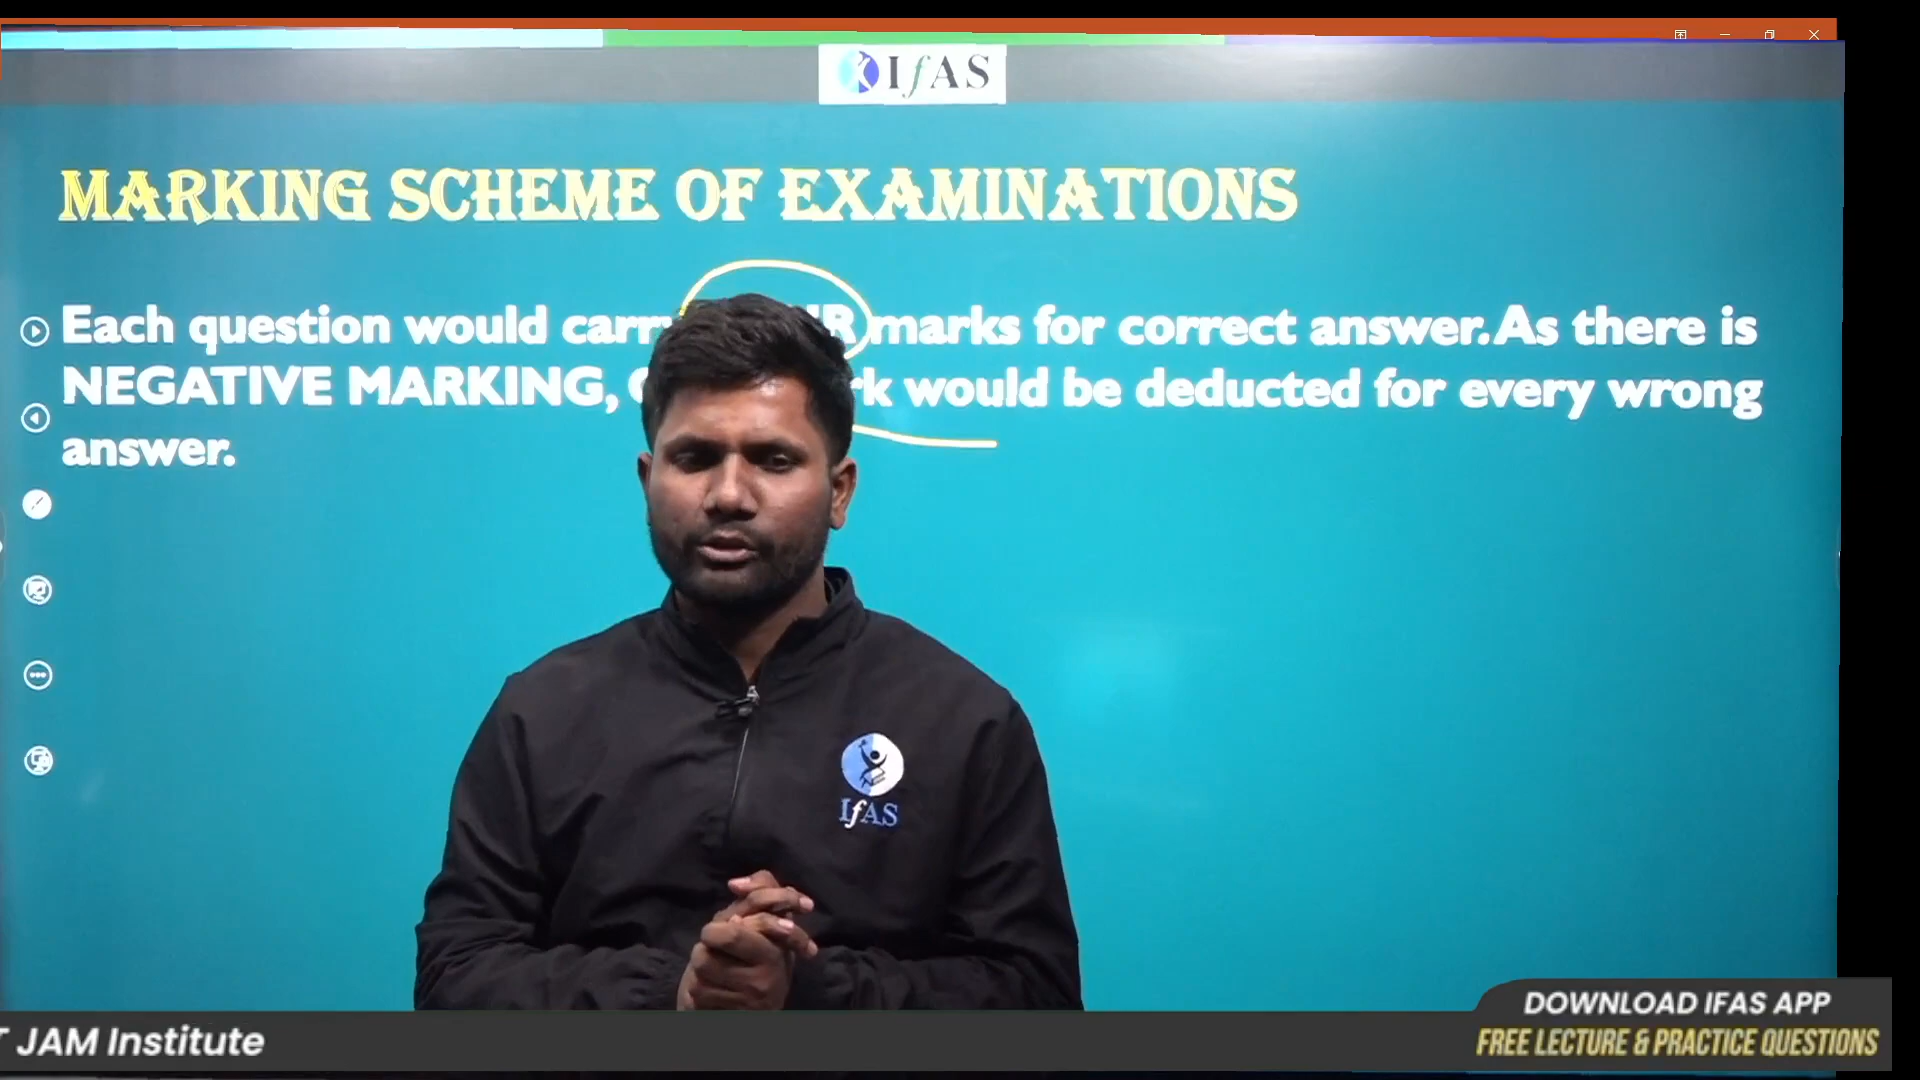 IfAS
MARKING SCHEME OF EXAMINATIONS
Each question would marks for correct answer. As there is
NEGATIVE MARKING, would be deducted for every wrong
answer.
IfAS
JAM Institute
DOWNLOAD IFAS APP
FREE LECTURE & PRACTICE QUESTIONS